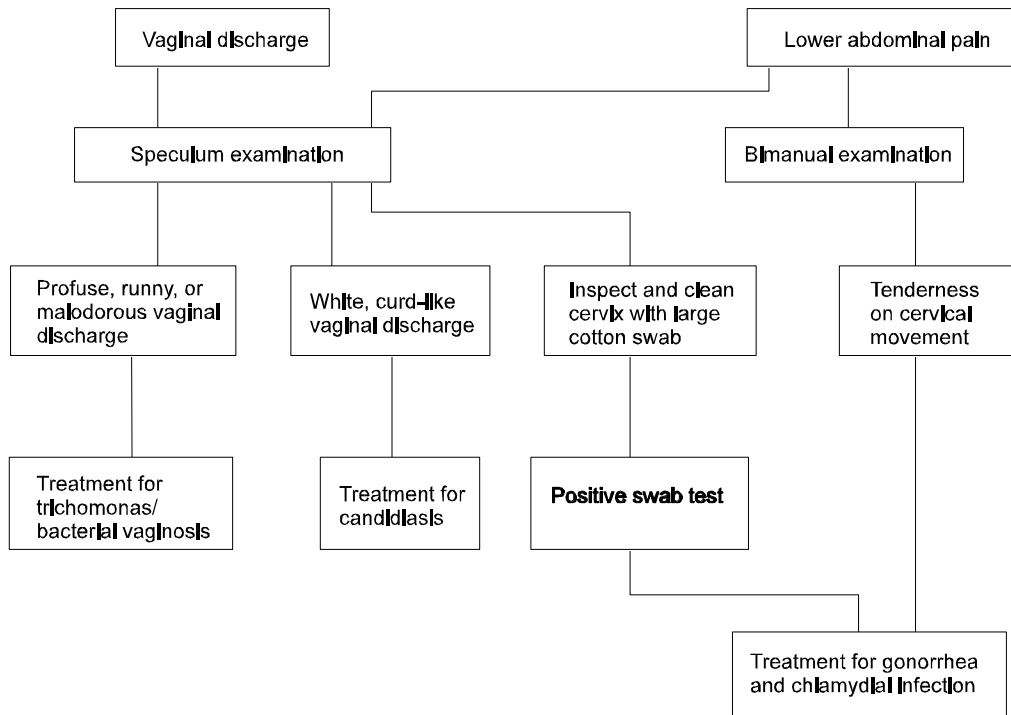 Vaginal discharge
Lower abdominal pain
Speculum examination
Bimanual examination
Profuse, runny, or
malodorous vaginal
discharge
White, curd-like
vaginal discharge
Inspect and clean
cervix with large
cotton swab
Tenderness
on cervical
movement
Treatment for
trichomonas/
bacterial vaginosis
Treatment for
candidiasis
Positive swab test
Treatment for gonorrhea
and chlamydial infection